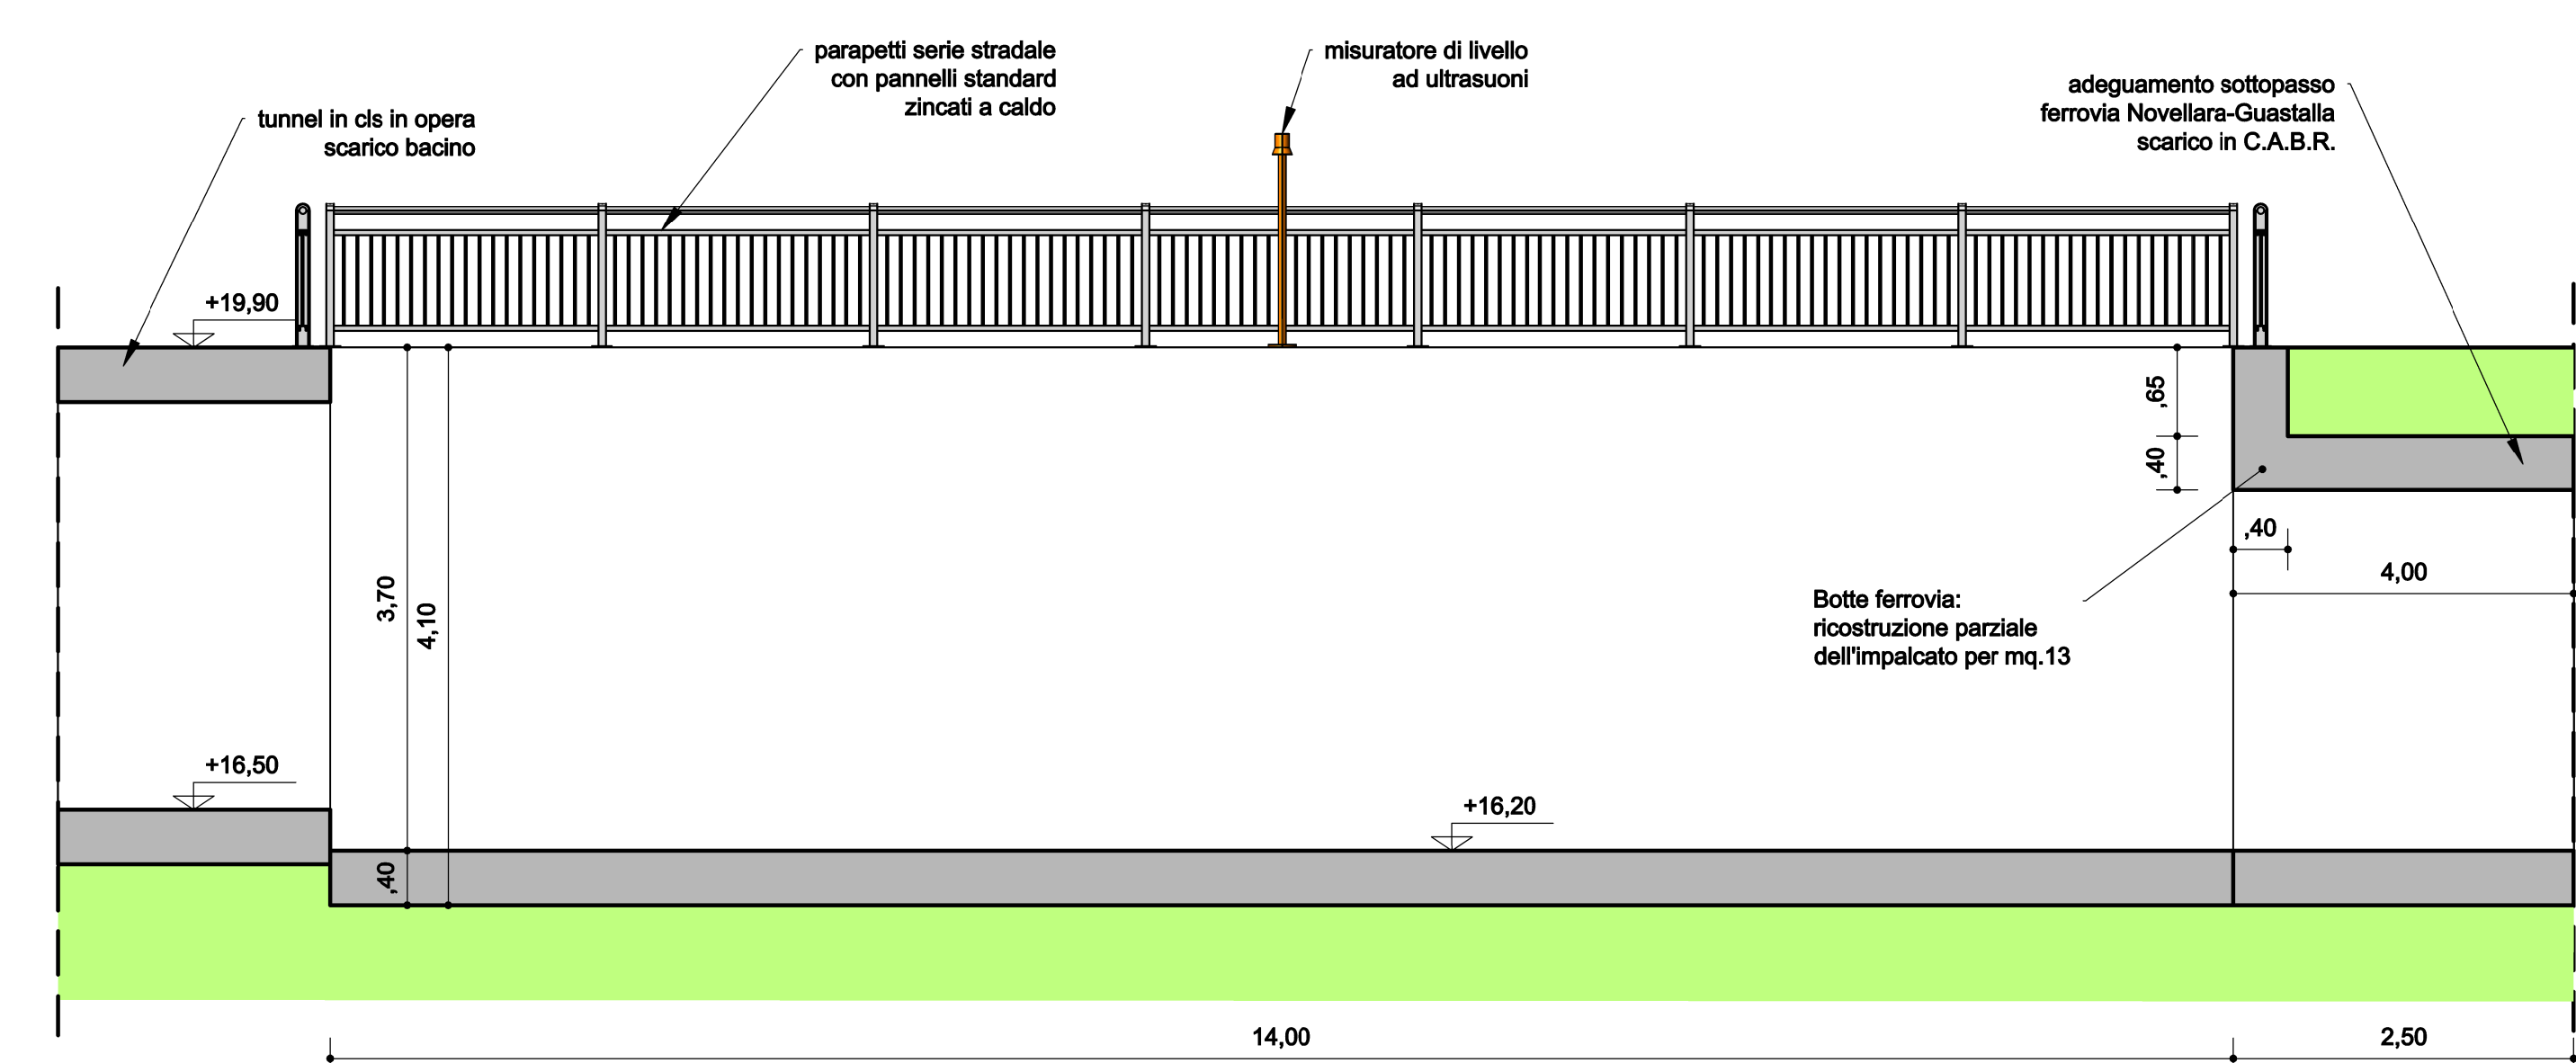 parapetti serie stradale
con pannelli standard
zincati a caldo
misuratore di livello
ad ultrasuoni
adeguamento sottopasso
ferrovia Novellara-Guastalla
scarico in C.A.B.R.
tunnel in cls in opera
scarico bacino
+19,90
,65
,40
,40
4,00
3,70
4,10
Botte ferrovia:
ricostruzione parziale
dell'impalcato per mq.13
+16,50
+16,20
,40
14,00
2,50